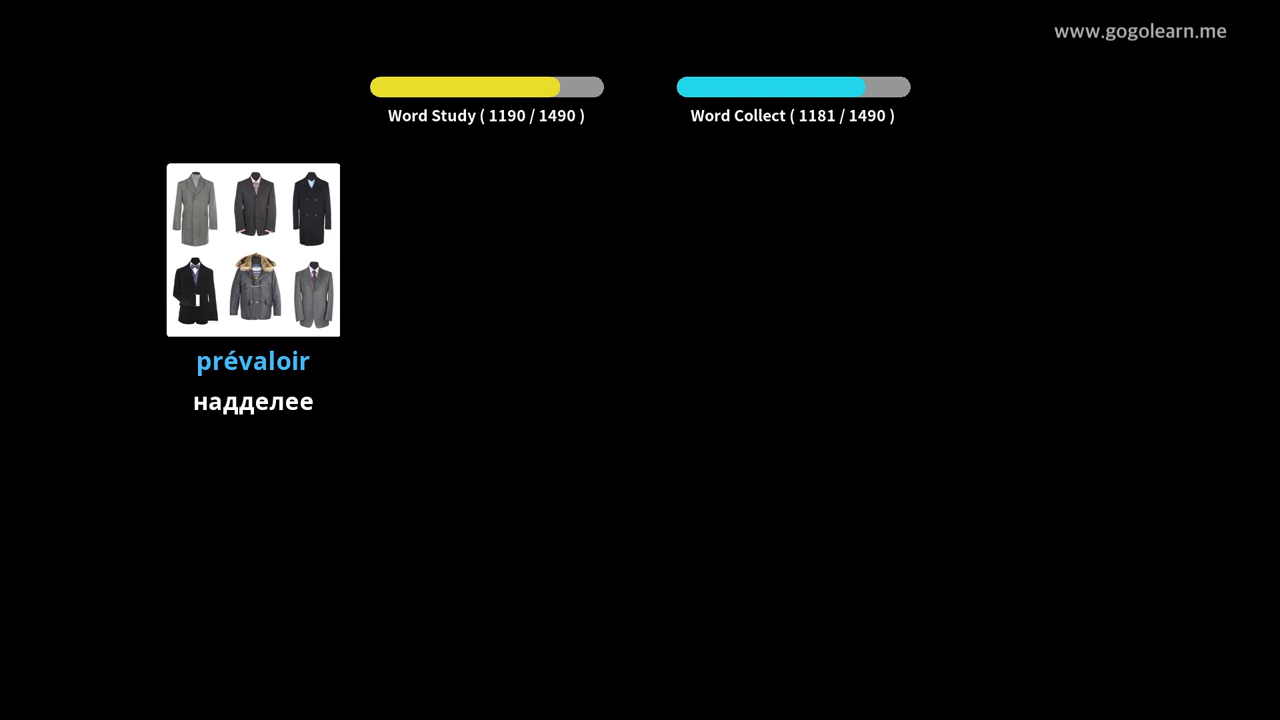 www.gogolearn.me
Word Study ( 1190 / 1490 )
Word Collect ( 1181 / 1490 )
prévaloir
надделее